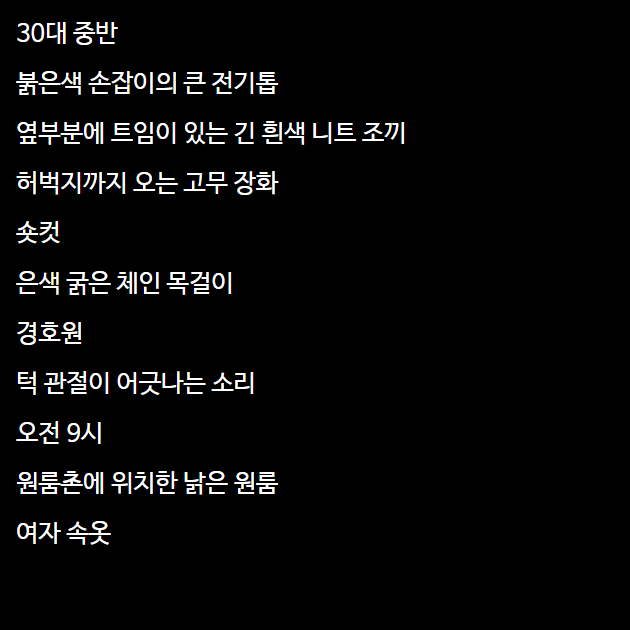 30대 중반
붉은색 손잡이의 큰 전기톱
옆부분에 트임이 있는 긴 흰색 니트 조끼
허벅지까지 오는 고무 장화
숏컷
은색 굵은 체인 목걸이
경호원
턱 관절이 어긋나는 소리
오전 9시
원룸촌에 위치한 낡은 원룸
여자 속옷